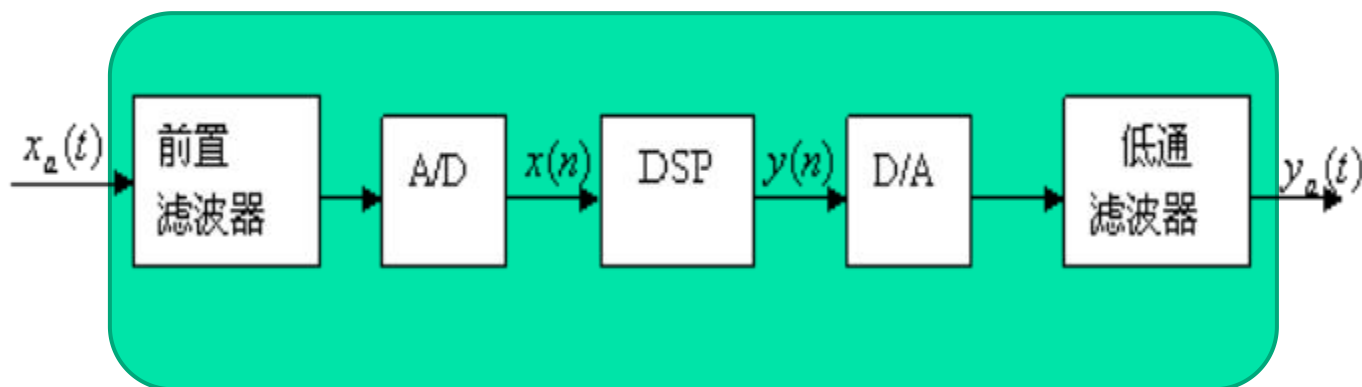 xₐ(t)
前置
滤波器
A/D
x(n)
DSP
y(n)
D/A
低通
滤波器
yₐ(t)